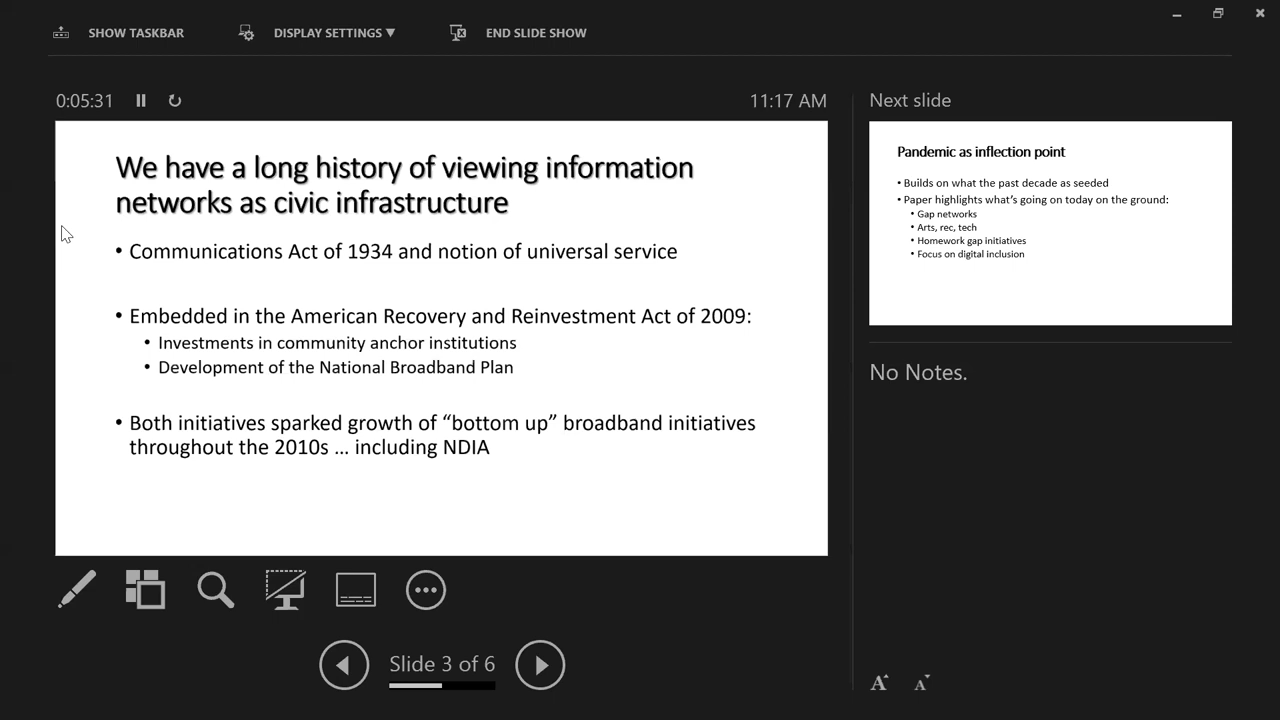 SHOW TASKBAR
DISPLAY SETTINGS ▼
END SLIDE SHOW
0:05:31
11:17 AM
We have a long history of viewing information
networks as civic infrastructure
• Communications Act of 1934 and notion of universal service
• Embedded in the American Recovery and Reinvestment Act of 2009:
• Investments in community anchor institutions
• Development of the National Broadband Plan
• Both initiatives sparked growth of “bottom up” broadband initiatives
throughout the 2010s ... including NDIA
Slide 3 of 6
Next slide
Pandemic as inflection point
• Builds on what the past decade as seeded
• Paper highlights what’s going on today on the ground:
• Gap networks
• Arts, rec, tech
• Homework gap initiatives
• Focus on digital inclusion
No Notes.
A A